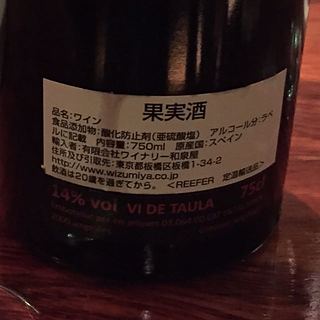 果実酒
品名:ワイン
食品添加物:酸化防止剤(亜硫酸塩) アルコール分:ラベ
ルに記載 内容量:750ml 原産国:スペイン
輸入者:有限会社ワイナリー和泉屋
住所及び引取先:東京都板橋区板橋1-34-2
http://www.wizumiya.co.jp
飲酒は20歳を過ぎてから。 <REEFER 定温輸送品>
14% vol VI DE TAULA 75cl